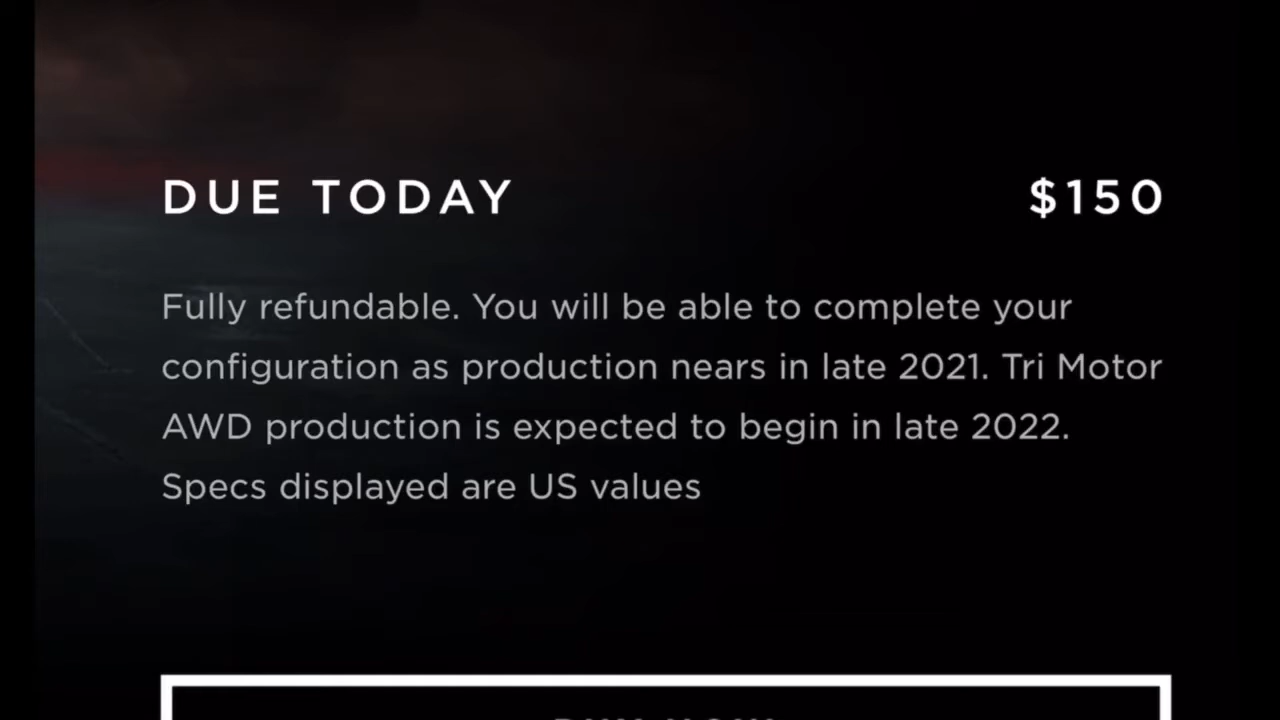 DUE TODAY $150
Fully refundable. You will be able to complete your
configuration as production nears in late 2021. Tri Motor
AWD production is expected to begin in late 2022.
Specs displayed are US values